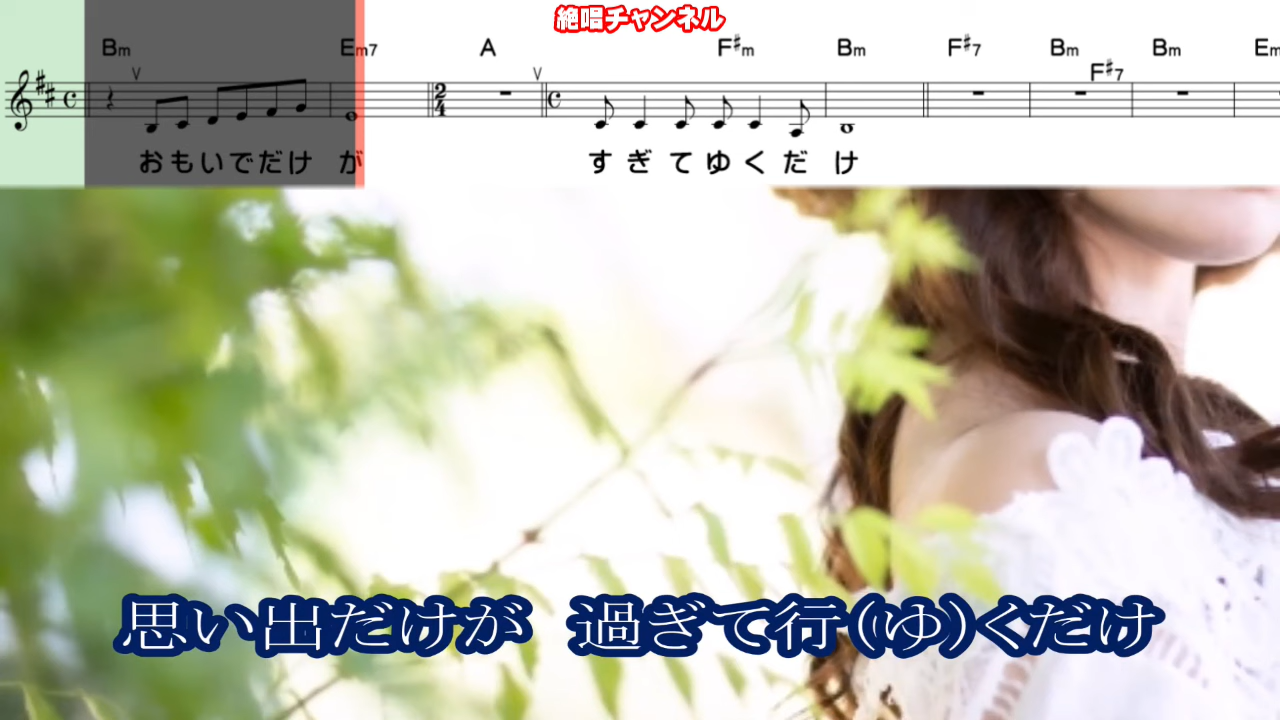 絶唱チャンネル
Bm Em7 A F#m Bm F#7 Bm F#7 Bm Em
2 4
おもいでだけ が すぎてゆくだ け
思い出だけが 過ぎて行(ゆ)くだけ